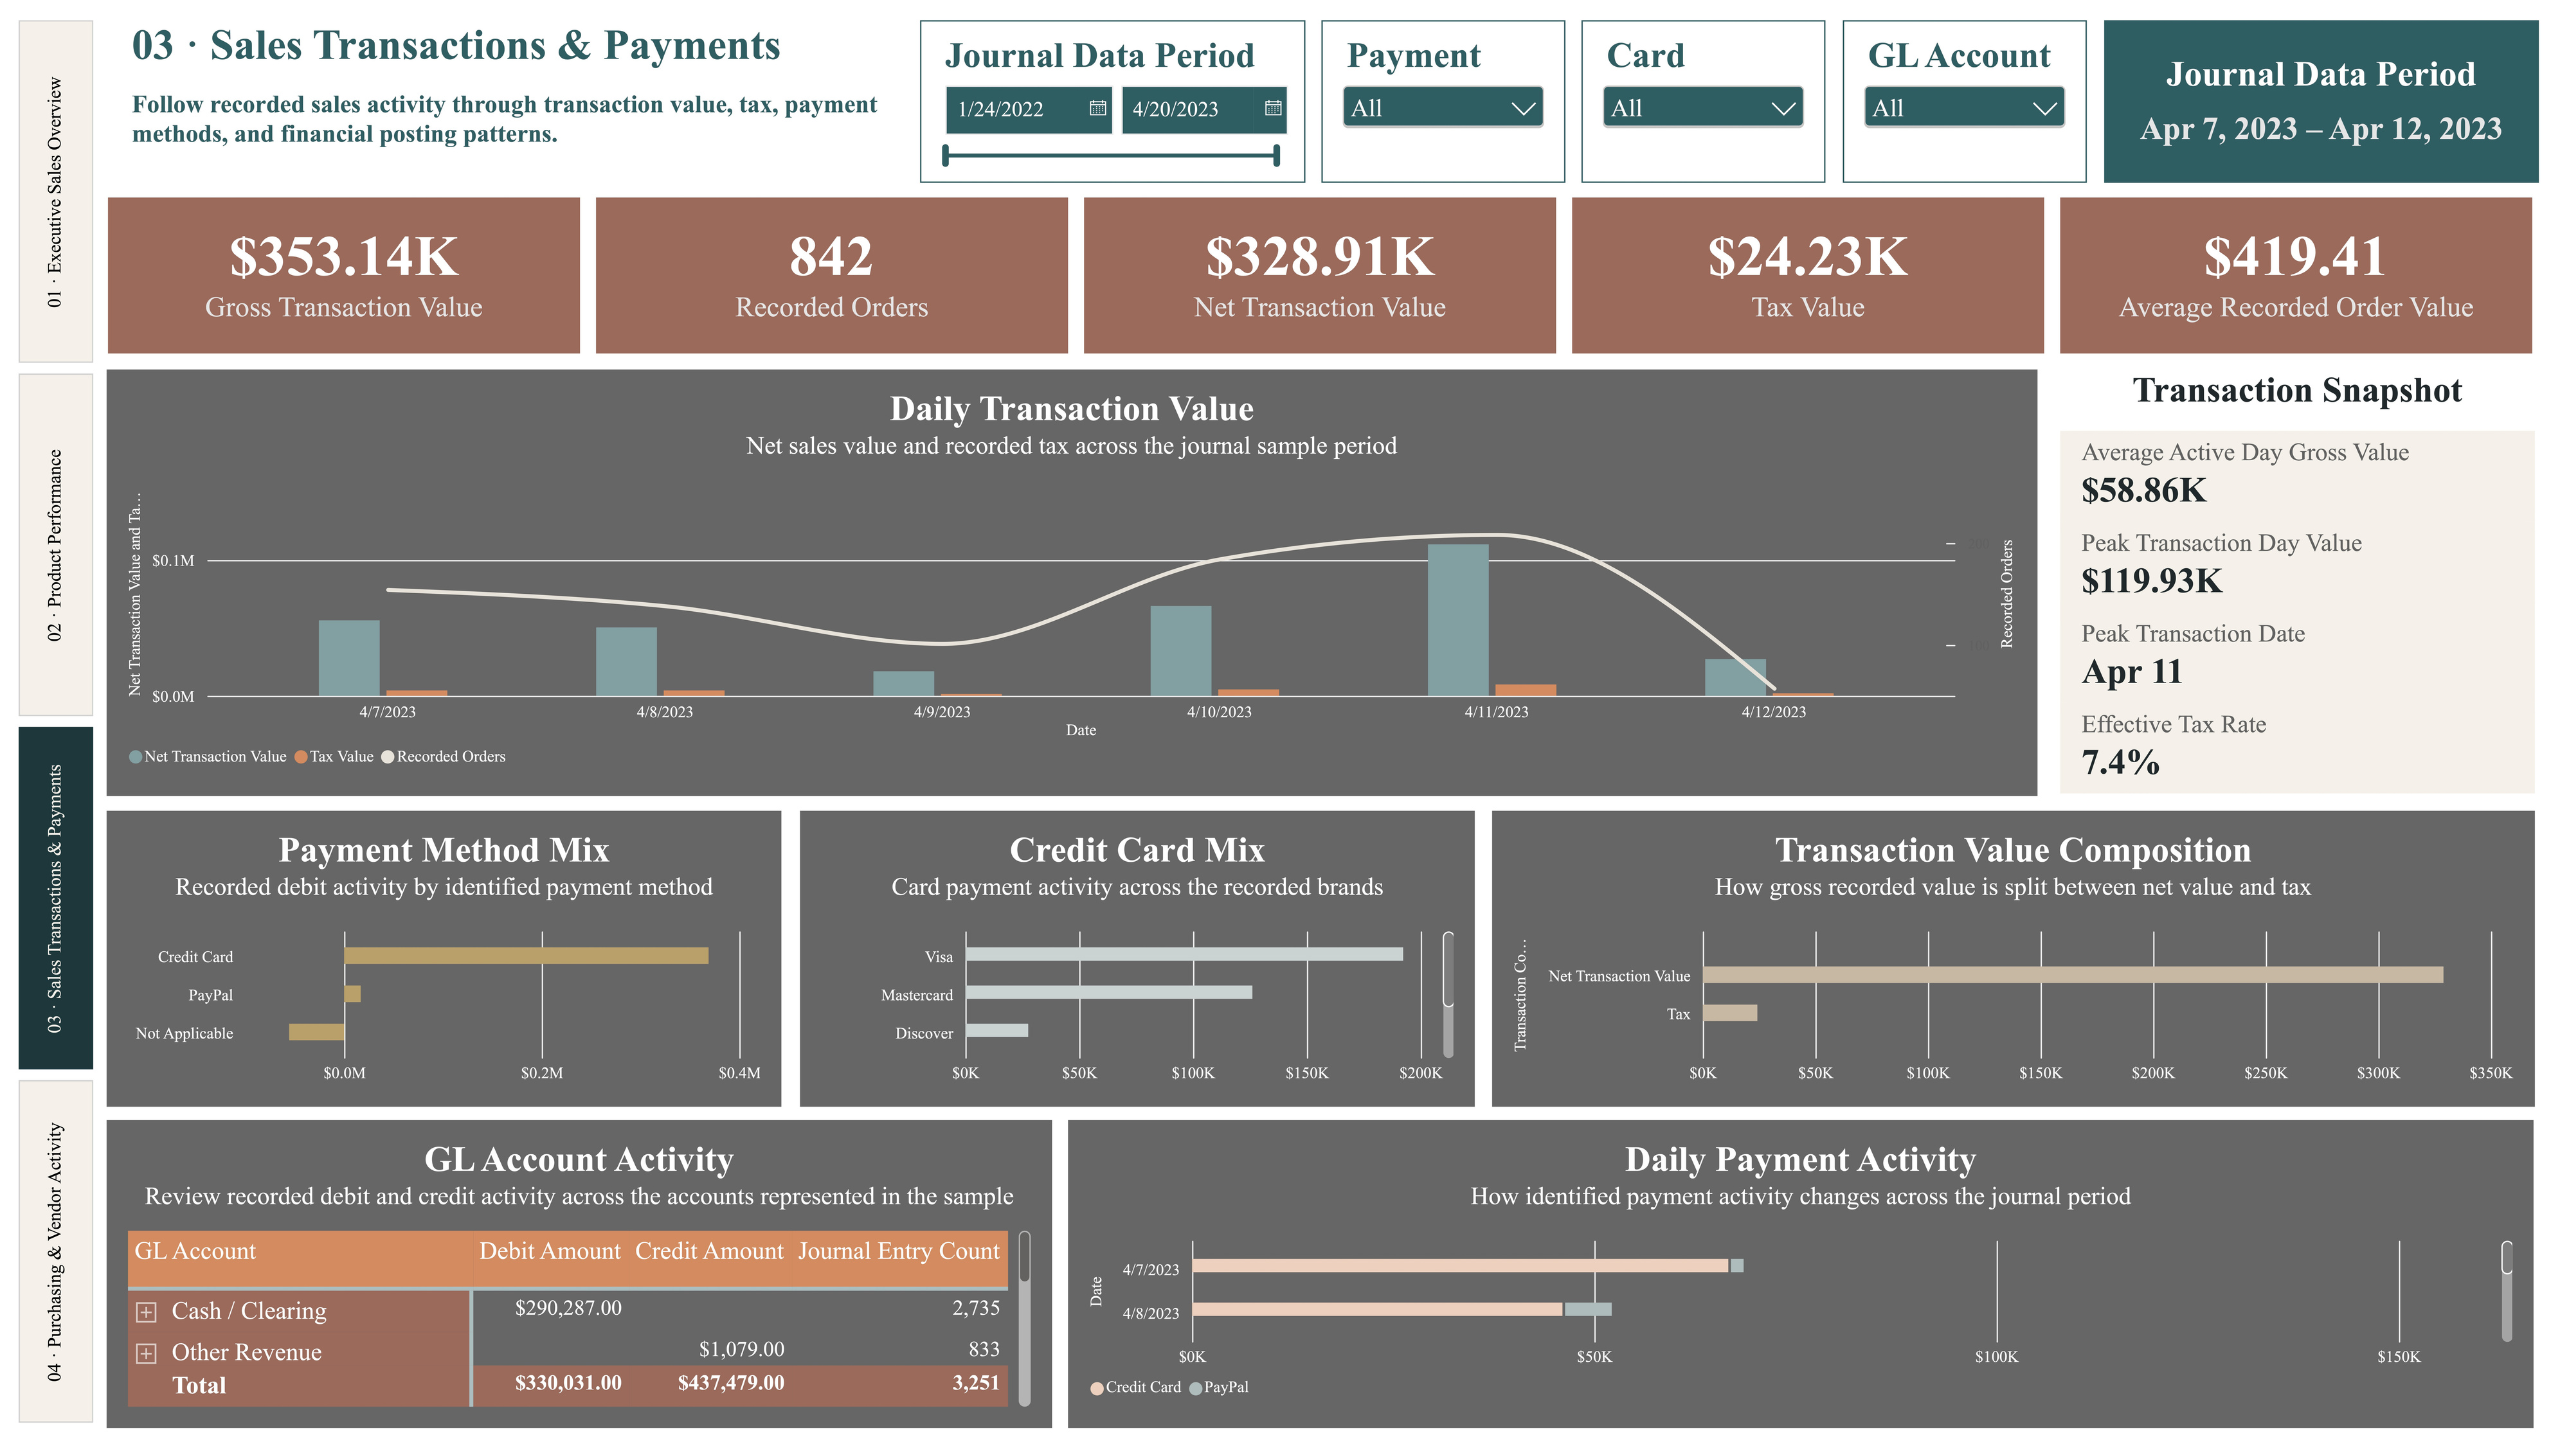 01 · Executive Sales Overview
02 · Product Performance
03 · Sales Transactions & Payments
04 · Purchasing & Vendor Activity
03 · Sales Transactions & Payments
Follow recorded sales activity through transaction value, tax, payment
methods, and financial posting patterns.
Journal Data Period
1/24/2022
4/20/2023
Payment
All
Card
All
GL Account
All
Journal Data Period
Apr 7, 2023 – Apr 12, 2023
$353.14K
Gross Transaction Value
842
Recorded Orders
$328.91K
Net Transaction Value
$24.23K
Tax Value
$419.41
Average Recorded Order Value
Daily Transaction Value
Net sales value and recorded tax across the journal sample period
Net Transaction Value and Ta...
$0.1M
$0.0M
4/7/2023
4/8/2023
4/9/2023
4/10/2023
4/11/2023
4/12/2023
Date
Recorded Orders
Net Transaction Value
Tax Value
Recorded Orders
Transaction Snapshot
Average Active Day Gross Value
$58.86K
Peak Transaction Day Value
$119.93K
Peak Transaction Date
Apr 11
Effective Tax Rate
7.4%
Payment Method Mix
Recorded debit activity by identified payment method
Credit Card
PayPal
Not Applicable
$0.0M
$0.2M
$0.4M
Credit Card Mix
Card payment activity across the recorded brands
Visa
Mastercard
Discover
$0K
$50K
$100K
$150K
$200K
Transaction Value Composition
How gross recorded value is split between net value and tax
Transaction Co...
Net Transaction Value
Tax
$0K
$50K
$100K
$150K
$200K
$250K
$300K
$350K
GL Account Activity
Review recorded debit and credit activity across the accounts represented in the sample
GL Account Debit Amount Credit Amount Journal Entry Count
Cash / Clearing $290,287.00 2,735
Other Revenue $1,079.00 833
Total $330,031.00 $437,479.00 3,251
Daily Payment Activity
How identified payment activity changes across the journal period
Date
4/7/2023
4/8/2023
$0K
$50K
$100K
$150K
Credit Card
PayPal